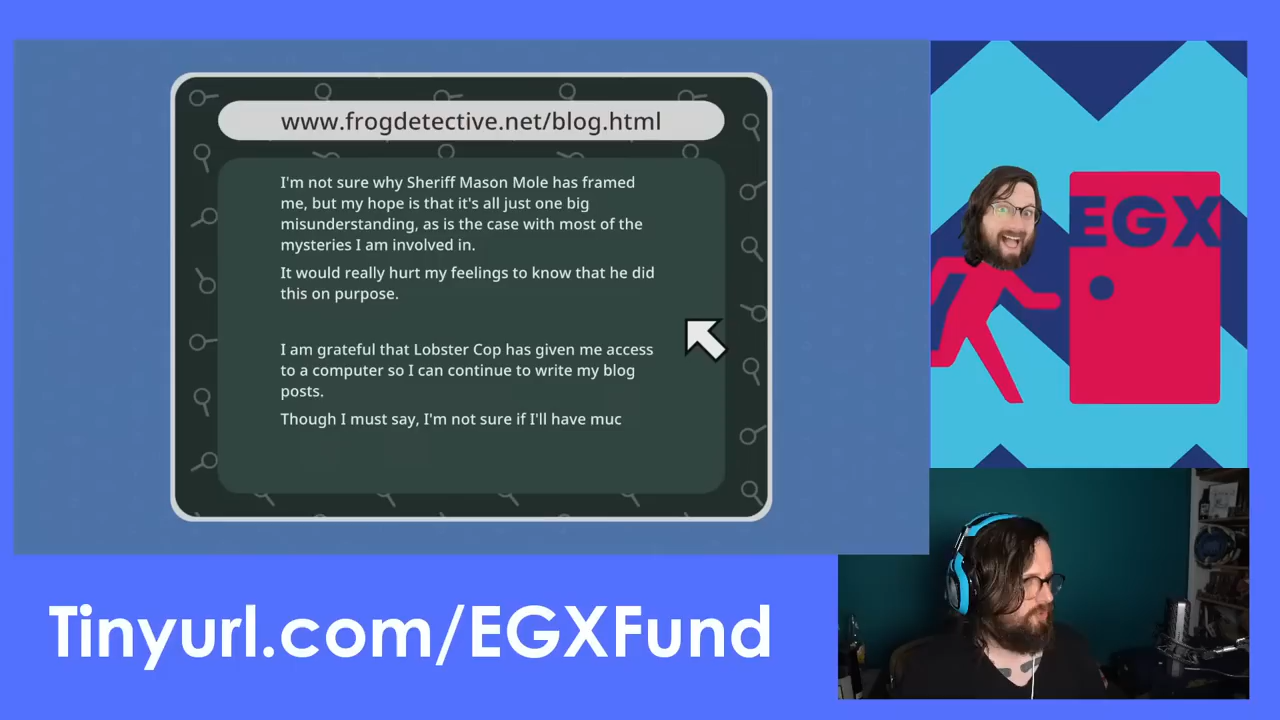 www.frogdetective.net/blog.html
I'm not sure why Sheriff Mason Mole has framed
me, but my hope is that it's all just one big
misunderstanding, as is the case with most of the
mysteries I am involved in.
It would really hurt my feelings to know that he did
this on purpose.
I am grateful that Lobster Cop has given me access
to a computer so I can continue to write my blog
posts.
Though I must say, I'm not sure if I'll have muc
EGX
Tinyurl.com/EGXFund